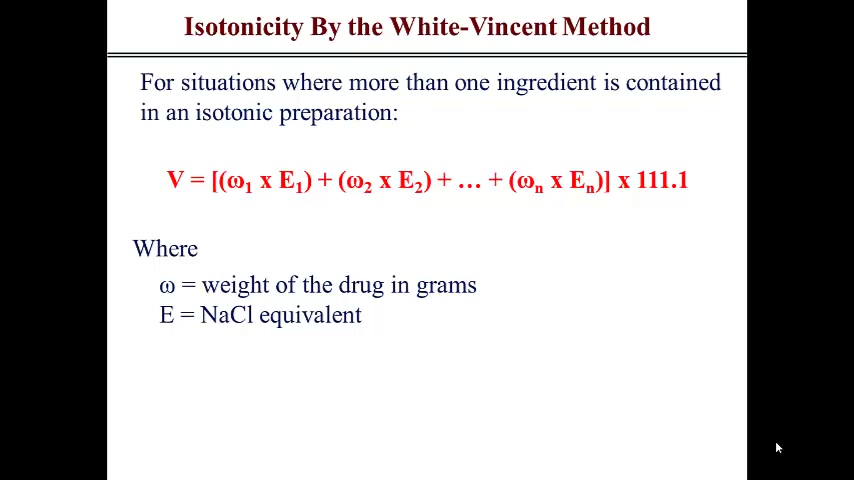 Isotonicity By the White-Vincent Method
For situations where more than one ingredient is contained
in an isotonic preparation:
V = [(ω₁ x E₁) + (ω₂ x E₂) + … + (ωₙ x Eₙ)] x 111.1
Where
ω = weight of the drug in grams
E = NaCl equivalent